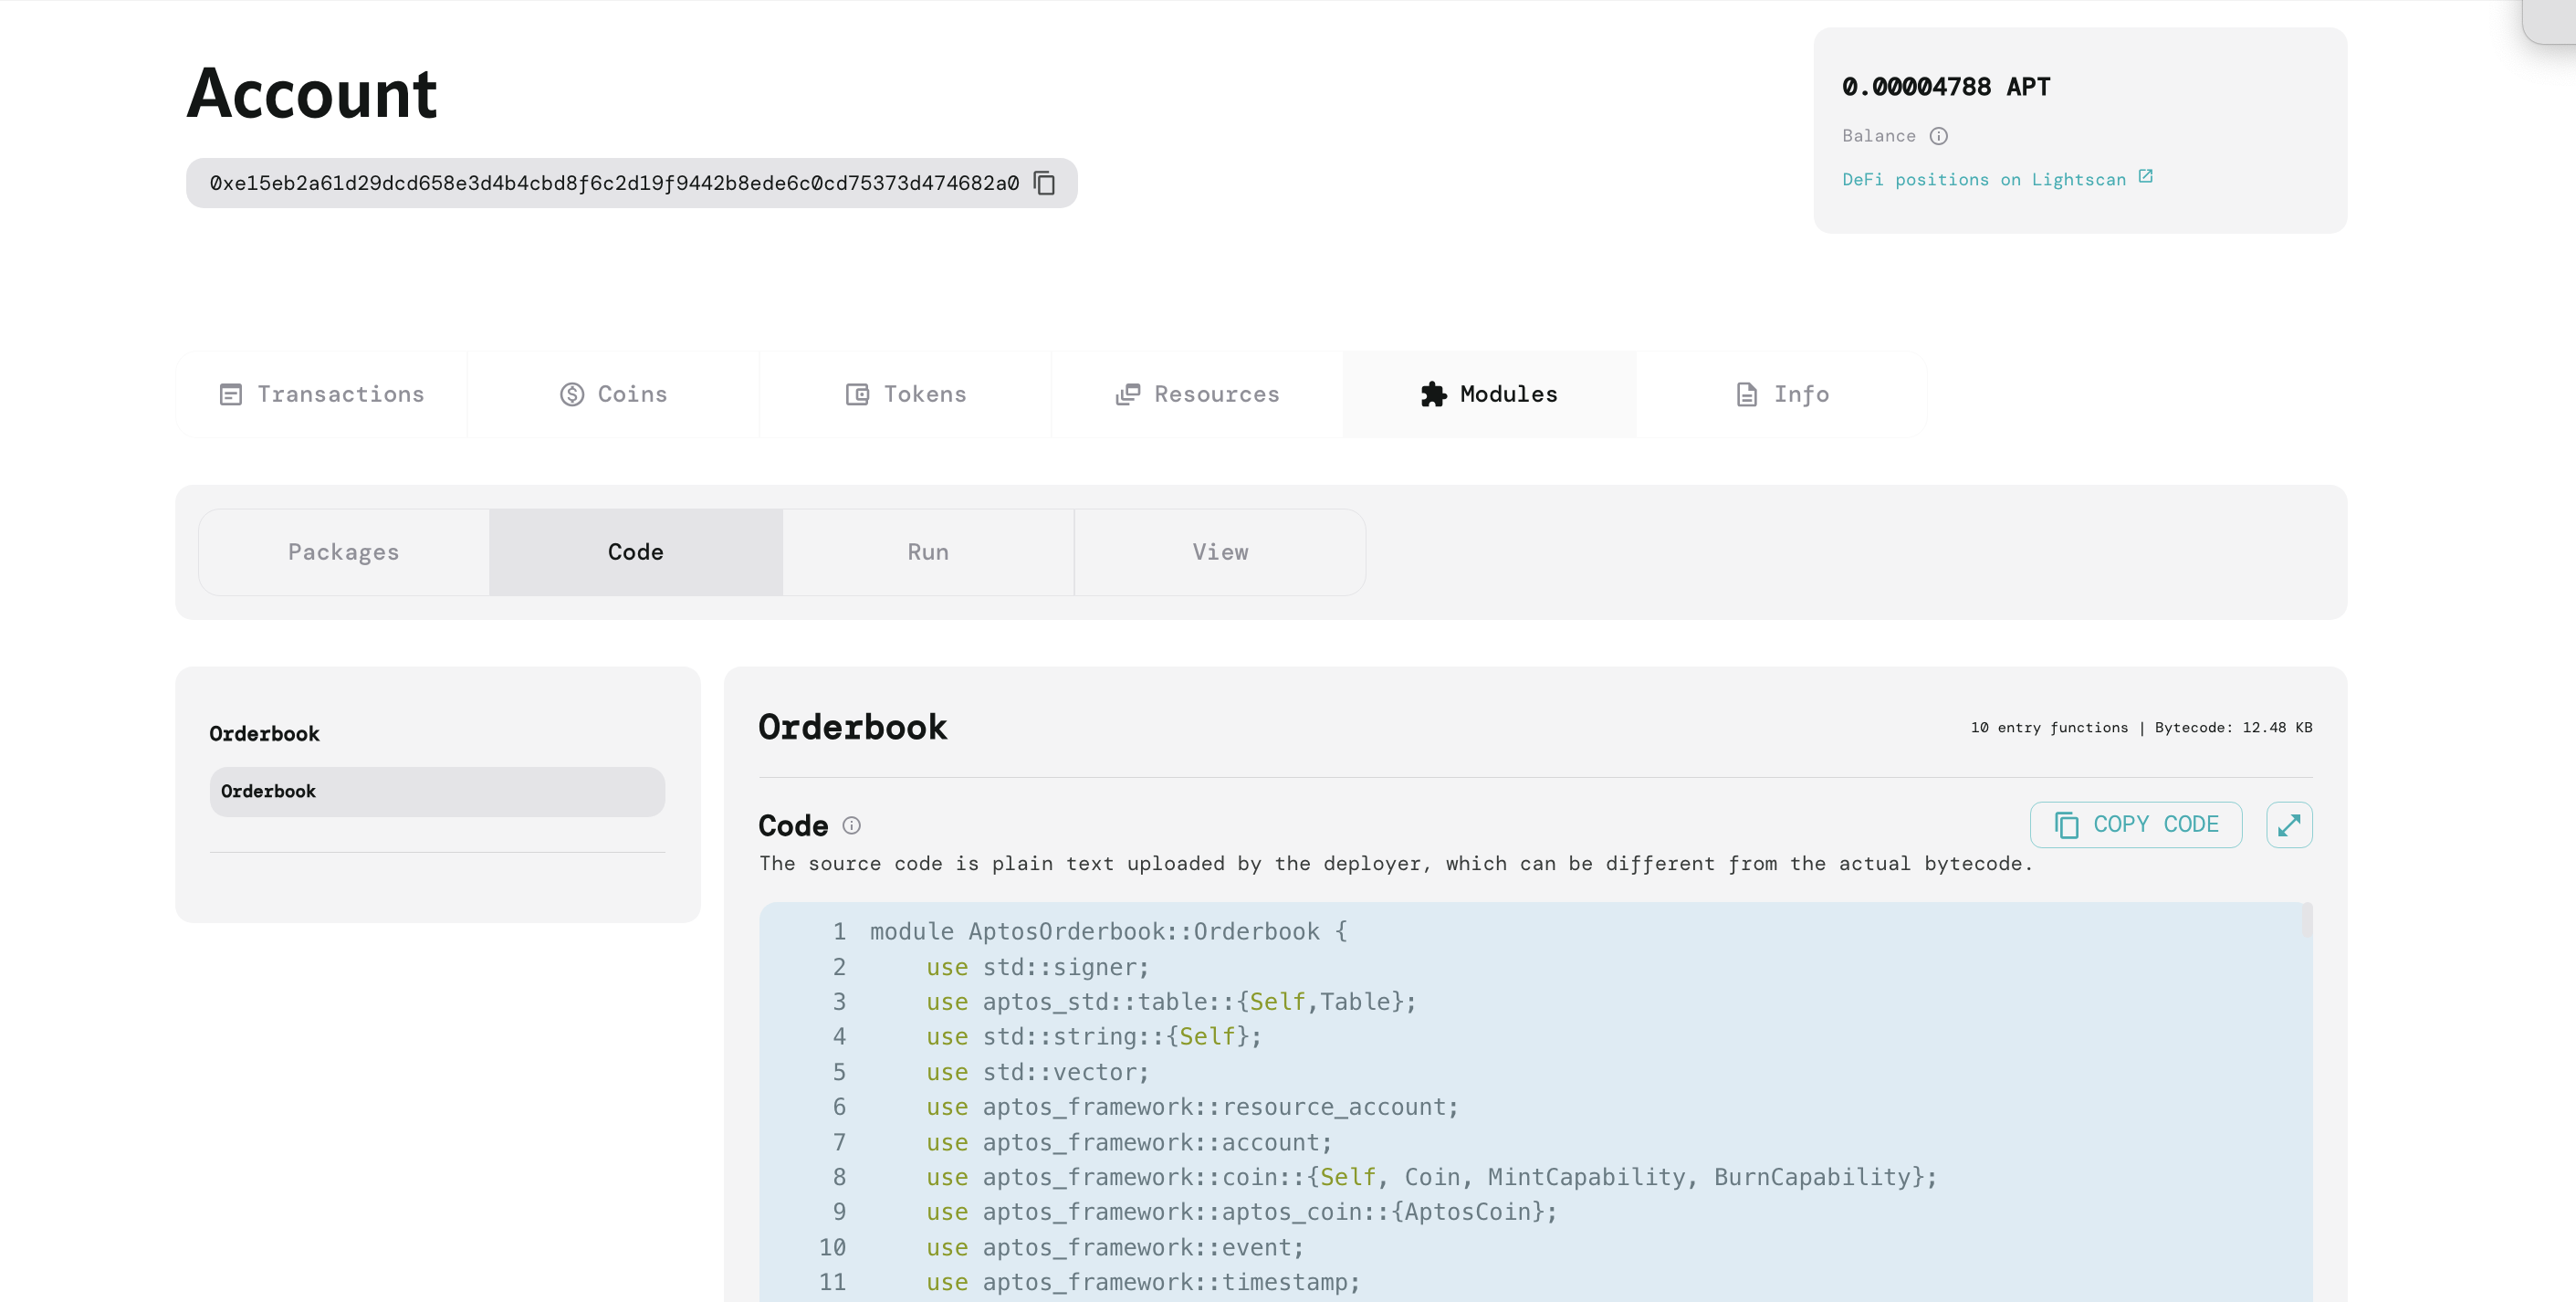 Account
0xe15eb2a61d29dcd658e3d4b4cbd8f6c2d19f9442b8ede6c0cd75373d474682a0
0.00004788 APT
Balance
DeFi positions on Lightscan
Transactions
Coins
Tokens
Resources
Modules
Info
Packages
Code
Run
View
Orderbook
Orderbook
Orderbook
10 entry functions | Bytecode: 12.48 KB
Code
COPY CODE
The source code is plain text uploaded by the deployer, which can be different from the actual bytecode.
1 module AptosOrderbook::Orderbook {
2     use std::signer;
3     use aptos_std::table::{Self,Table};
4     use std::string::{Self};
5     use std::vector;
6     use aptos_framework::resource_account;
7     use aptos_framework::account;
8     use aptos_framework::coin::{Self, Coin, MintCapability, BurnCapability};
9     use aptos_framework::aptos_coin::{AptosCoin};
10     use aptos_framework::event;
11     use aptos_framework::timestamp;